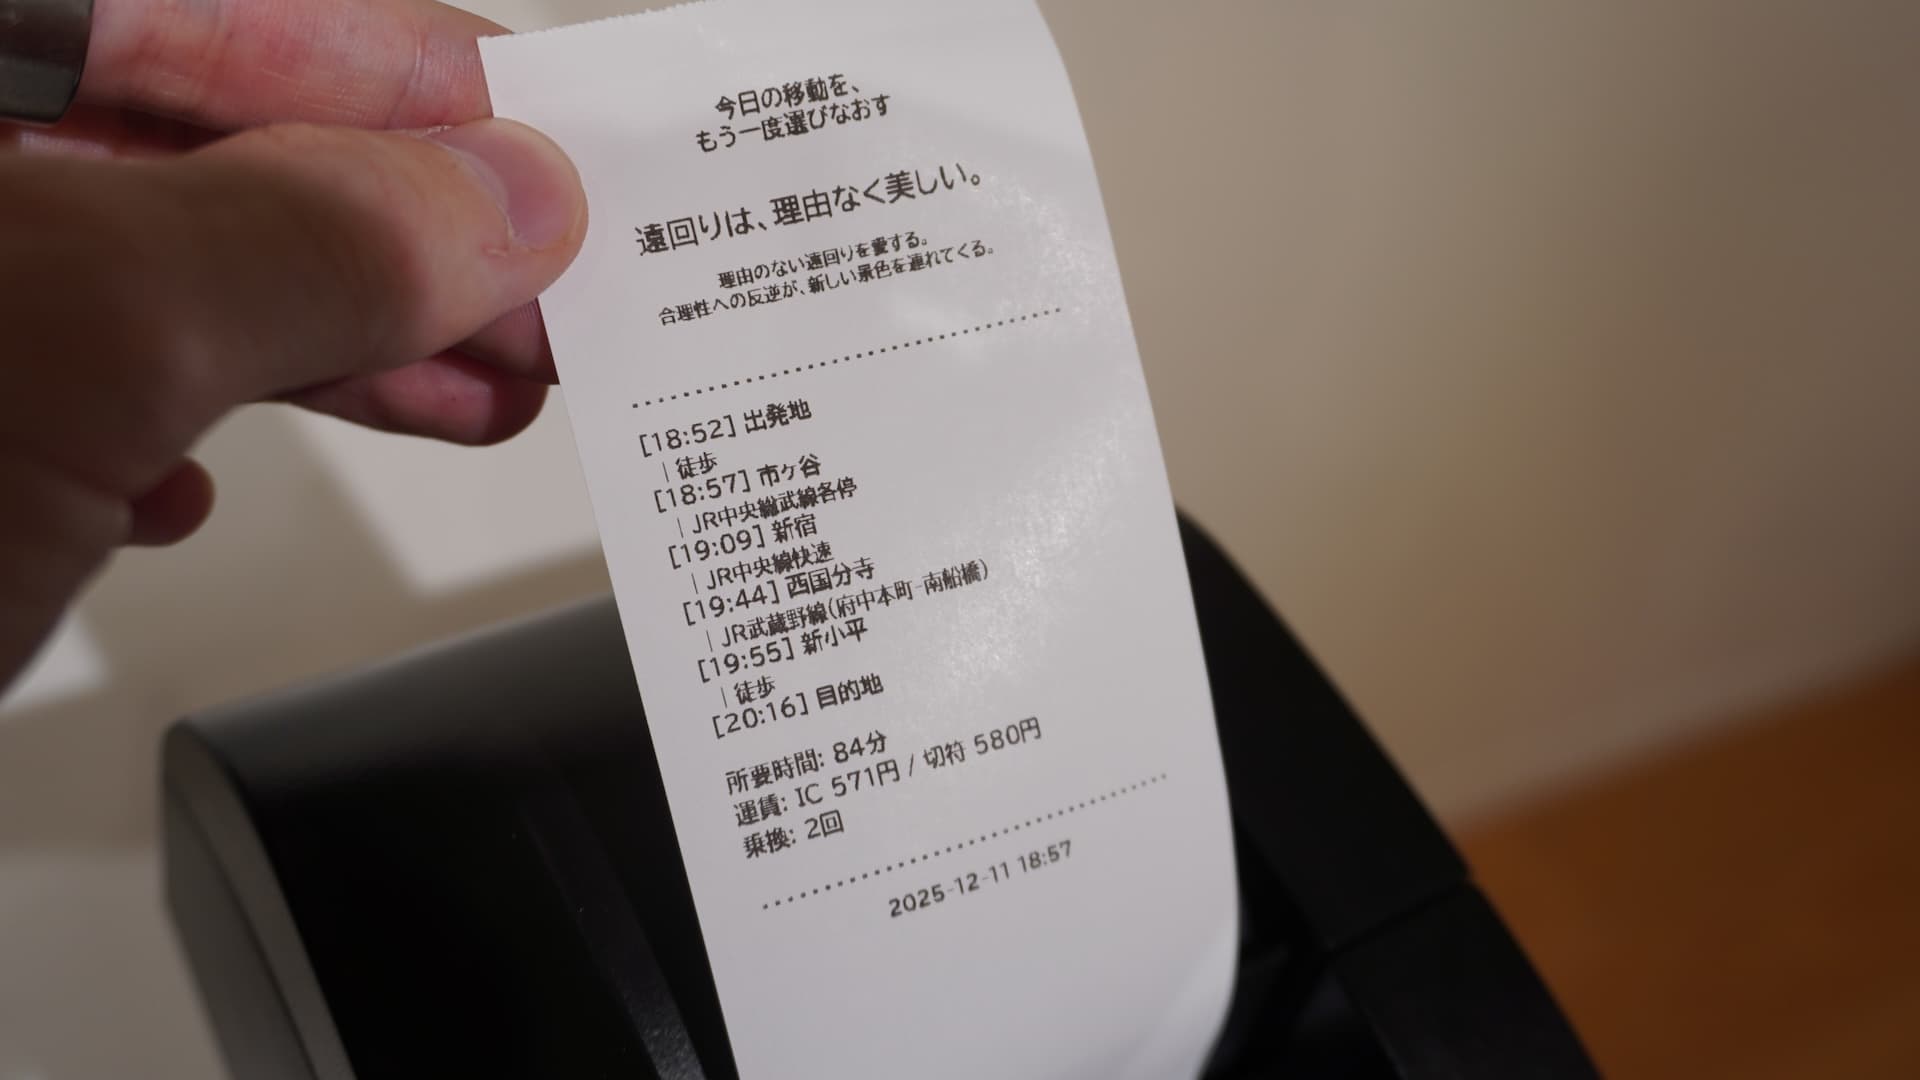 今日の移動を、
もう一度選びなおす
遠回りは、理由なく美しい。
理由のない遠回りを愛する。
合理性への反逆が、新しい景色を連れてくる。
[18:52] 出発地
| 徒歩
[18:57] 市ヶ谷
| JR中央総武線各停
[19:09] 新宿
| JR中央線快速
[19:44] 西国分寺
| JR武蔵野線(府中本町-南船橋)
[19:55] 新小平
| 徒歩
[20:16] 目的地
所要時間: 84分
運賃: IC 571円 / 切符 580円
乗換: 2回
2025-12-11 18:57